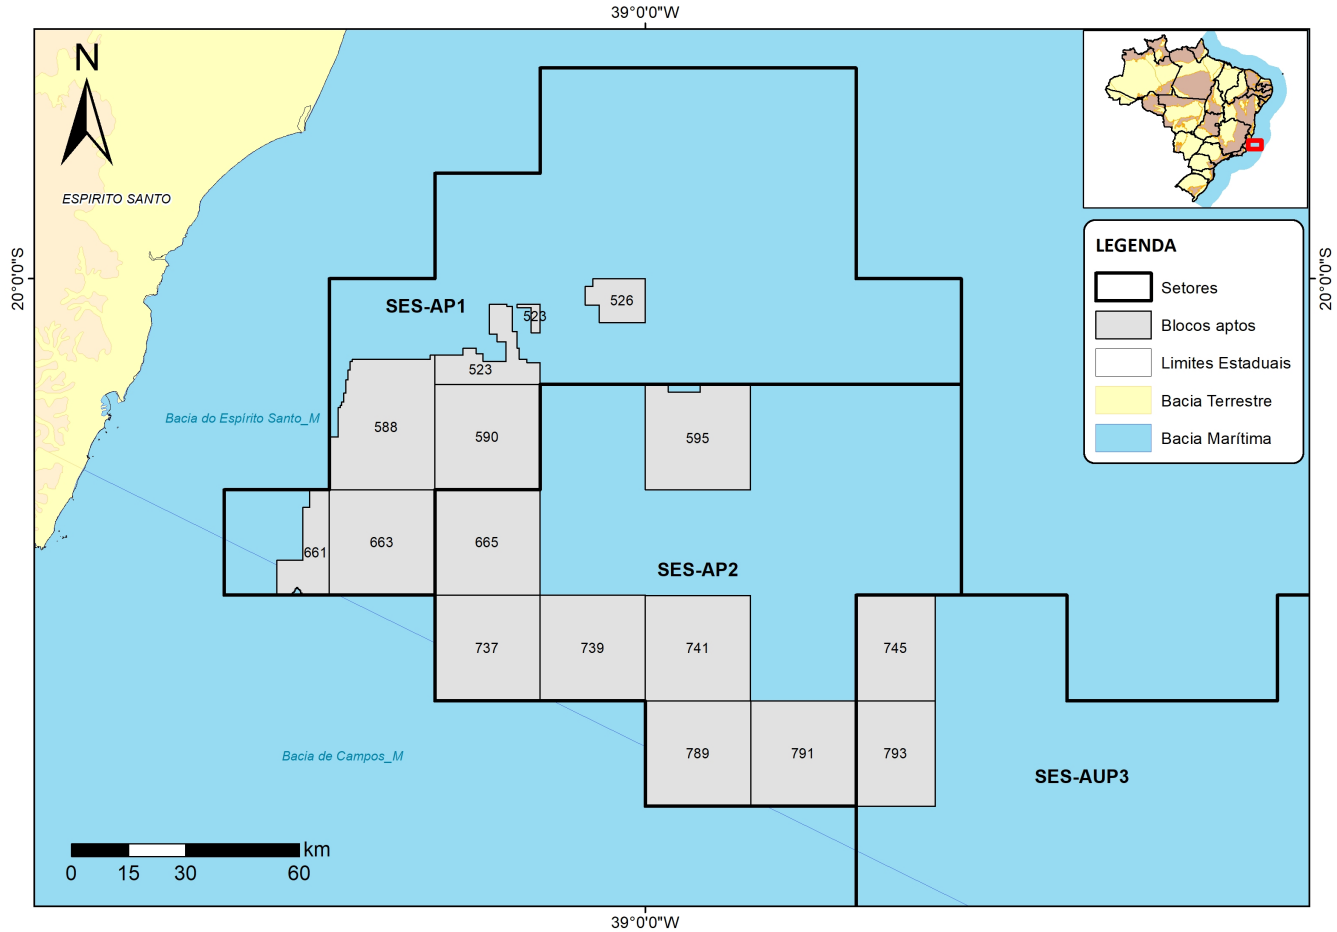 39°0'0"W
N
ESPIRITO SANTO
20°0'0"S
20°0'0"S
LEGENDA
Setores
Blocos aptos
Limites Estaduais
Bacia Terrestre
Bacia Marítima
SES-AP1
526
523
523
Bacia do Espírito Santo_M
588
590
595
661
663
665
SES-AP2
737
739
741
745
789
791
793
Bacia de Campos_M
SES-AUP3
km
0 15 30 60
39°0'0"W